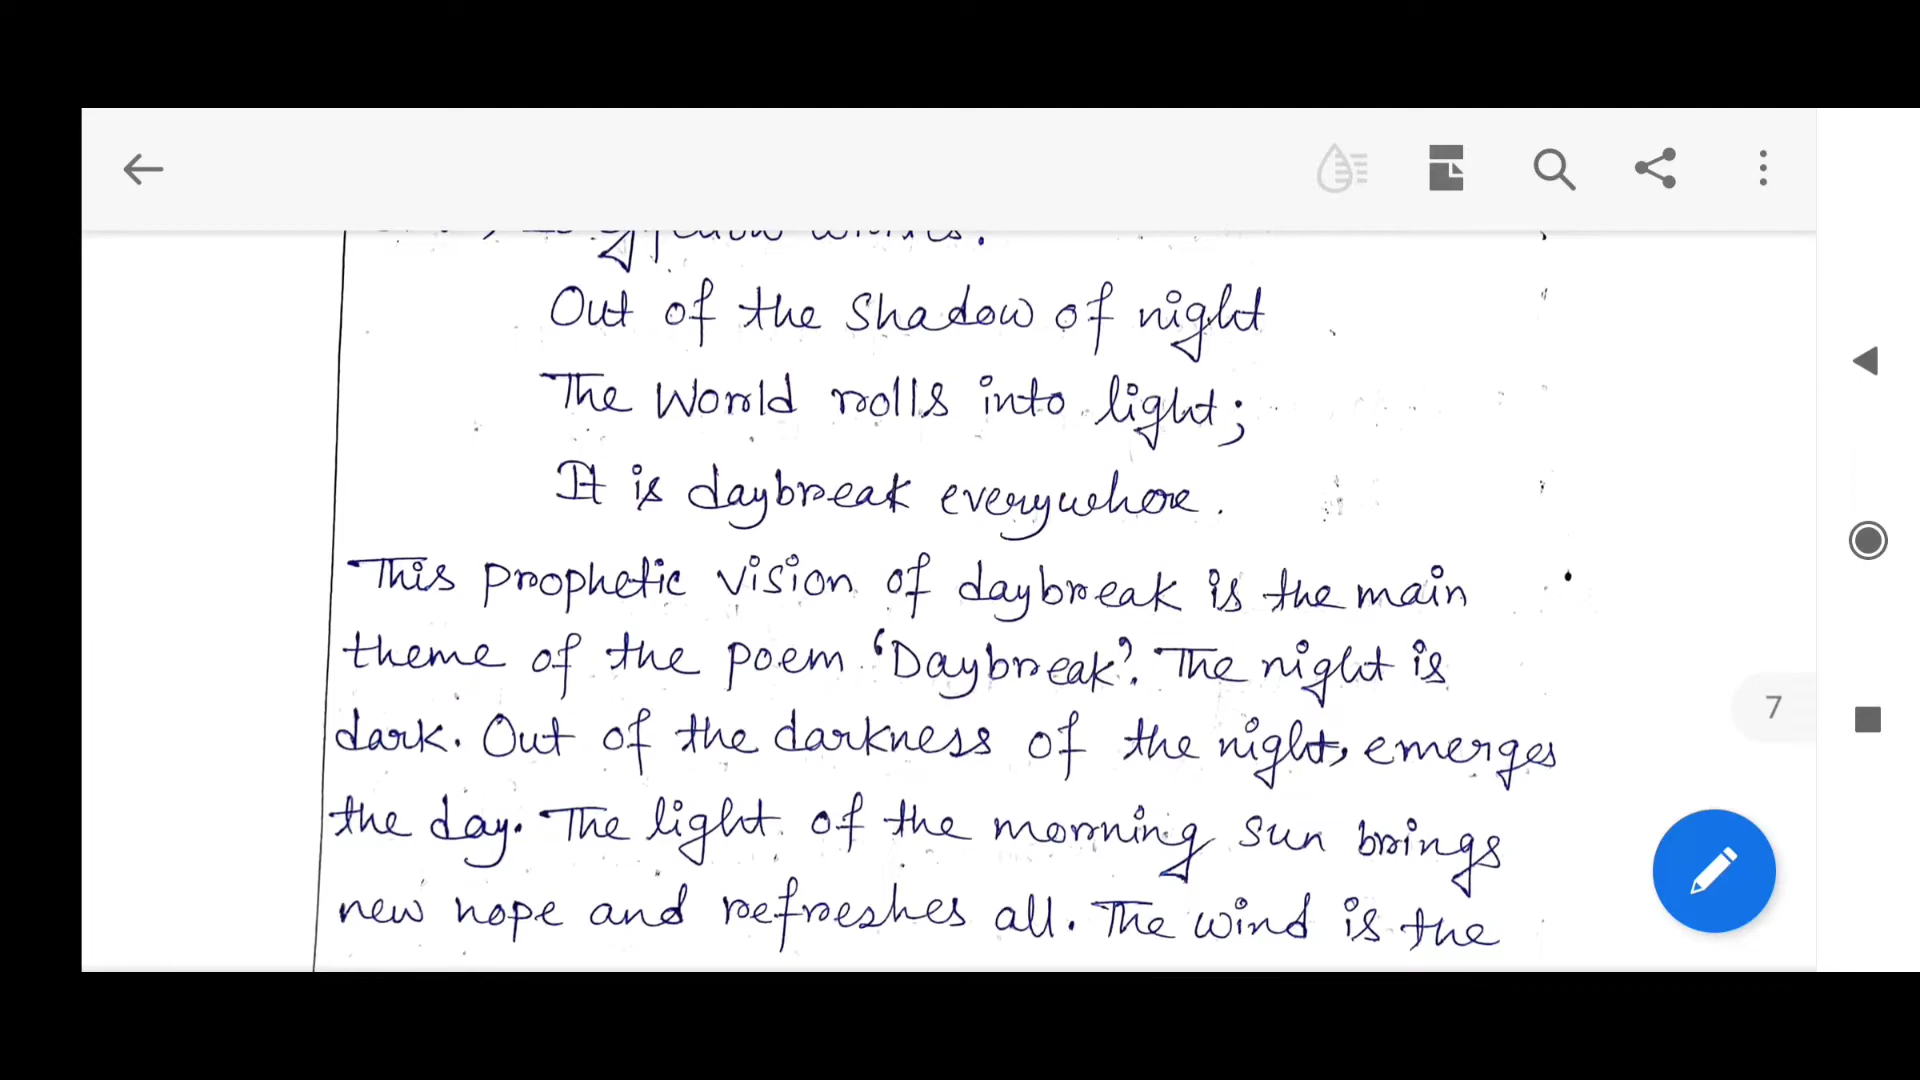 Out of the Shadow of night
The World rolls into light;
It is daybreak everywhere.
This prophetic vision of daybreak is the main
theme of the poem 'Daybreak'. The night is
dark. Out of the darkness of the night, emerges
the day. The light of the morning sun brings
7
new hope and refreshes all. The wind is the